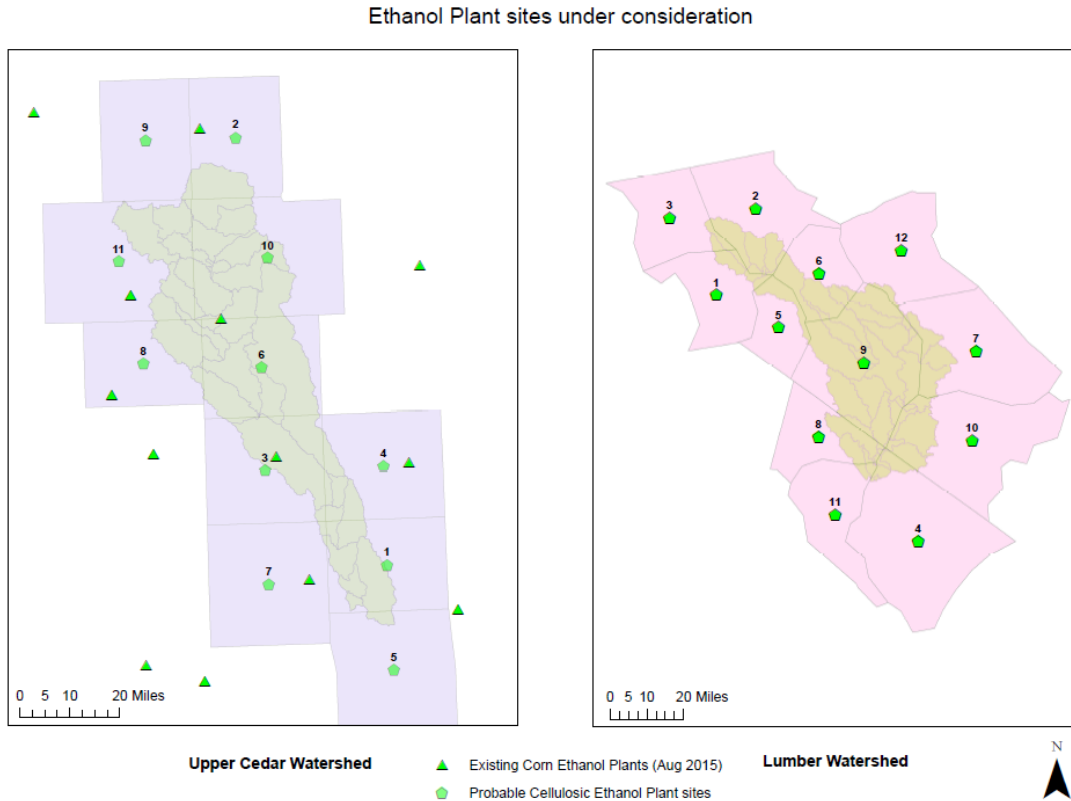 Ethanol Plant sites under consideration
9
2
11
10
8
6
3
4
1
7
5
0 5 10 20 Miles
3
2
12
6
1
5
7
9
8
10
11
4
0 5 10 20 Miles
N
Upper Cedar Watershed
Existing Corn Ethanol Plants (Aug 2015)
Lumber Watershed
Probable Cellulosic Ethanol Plant sites